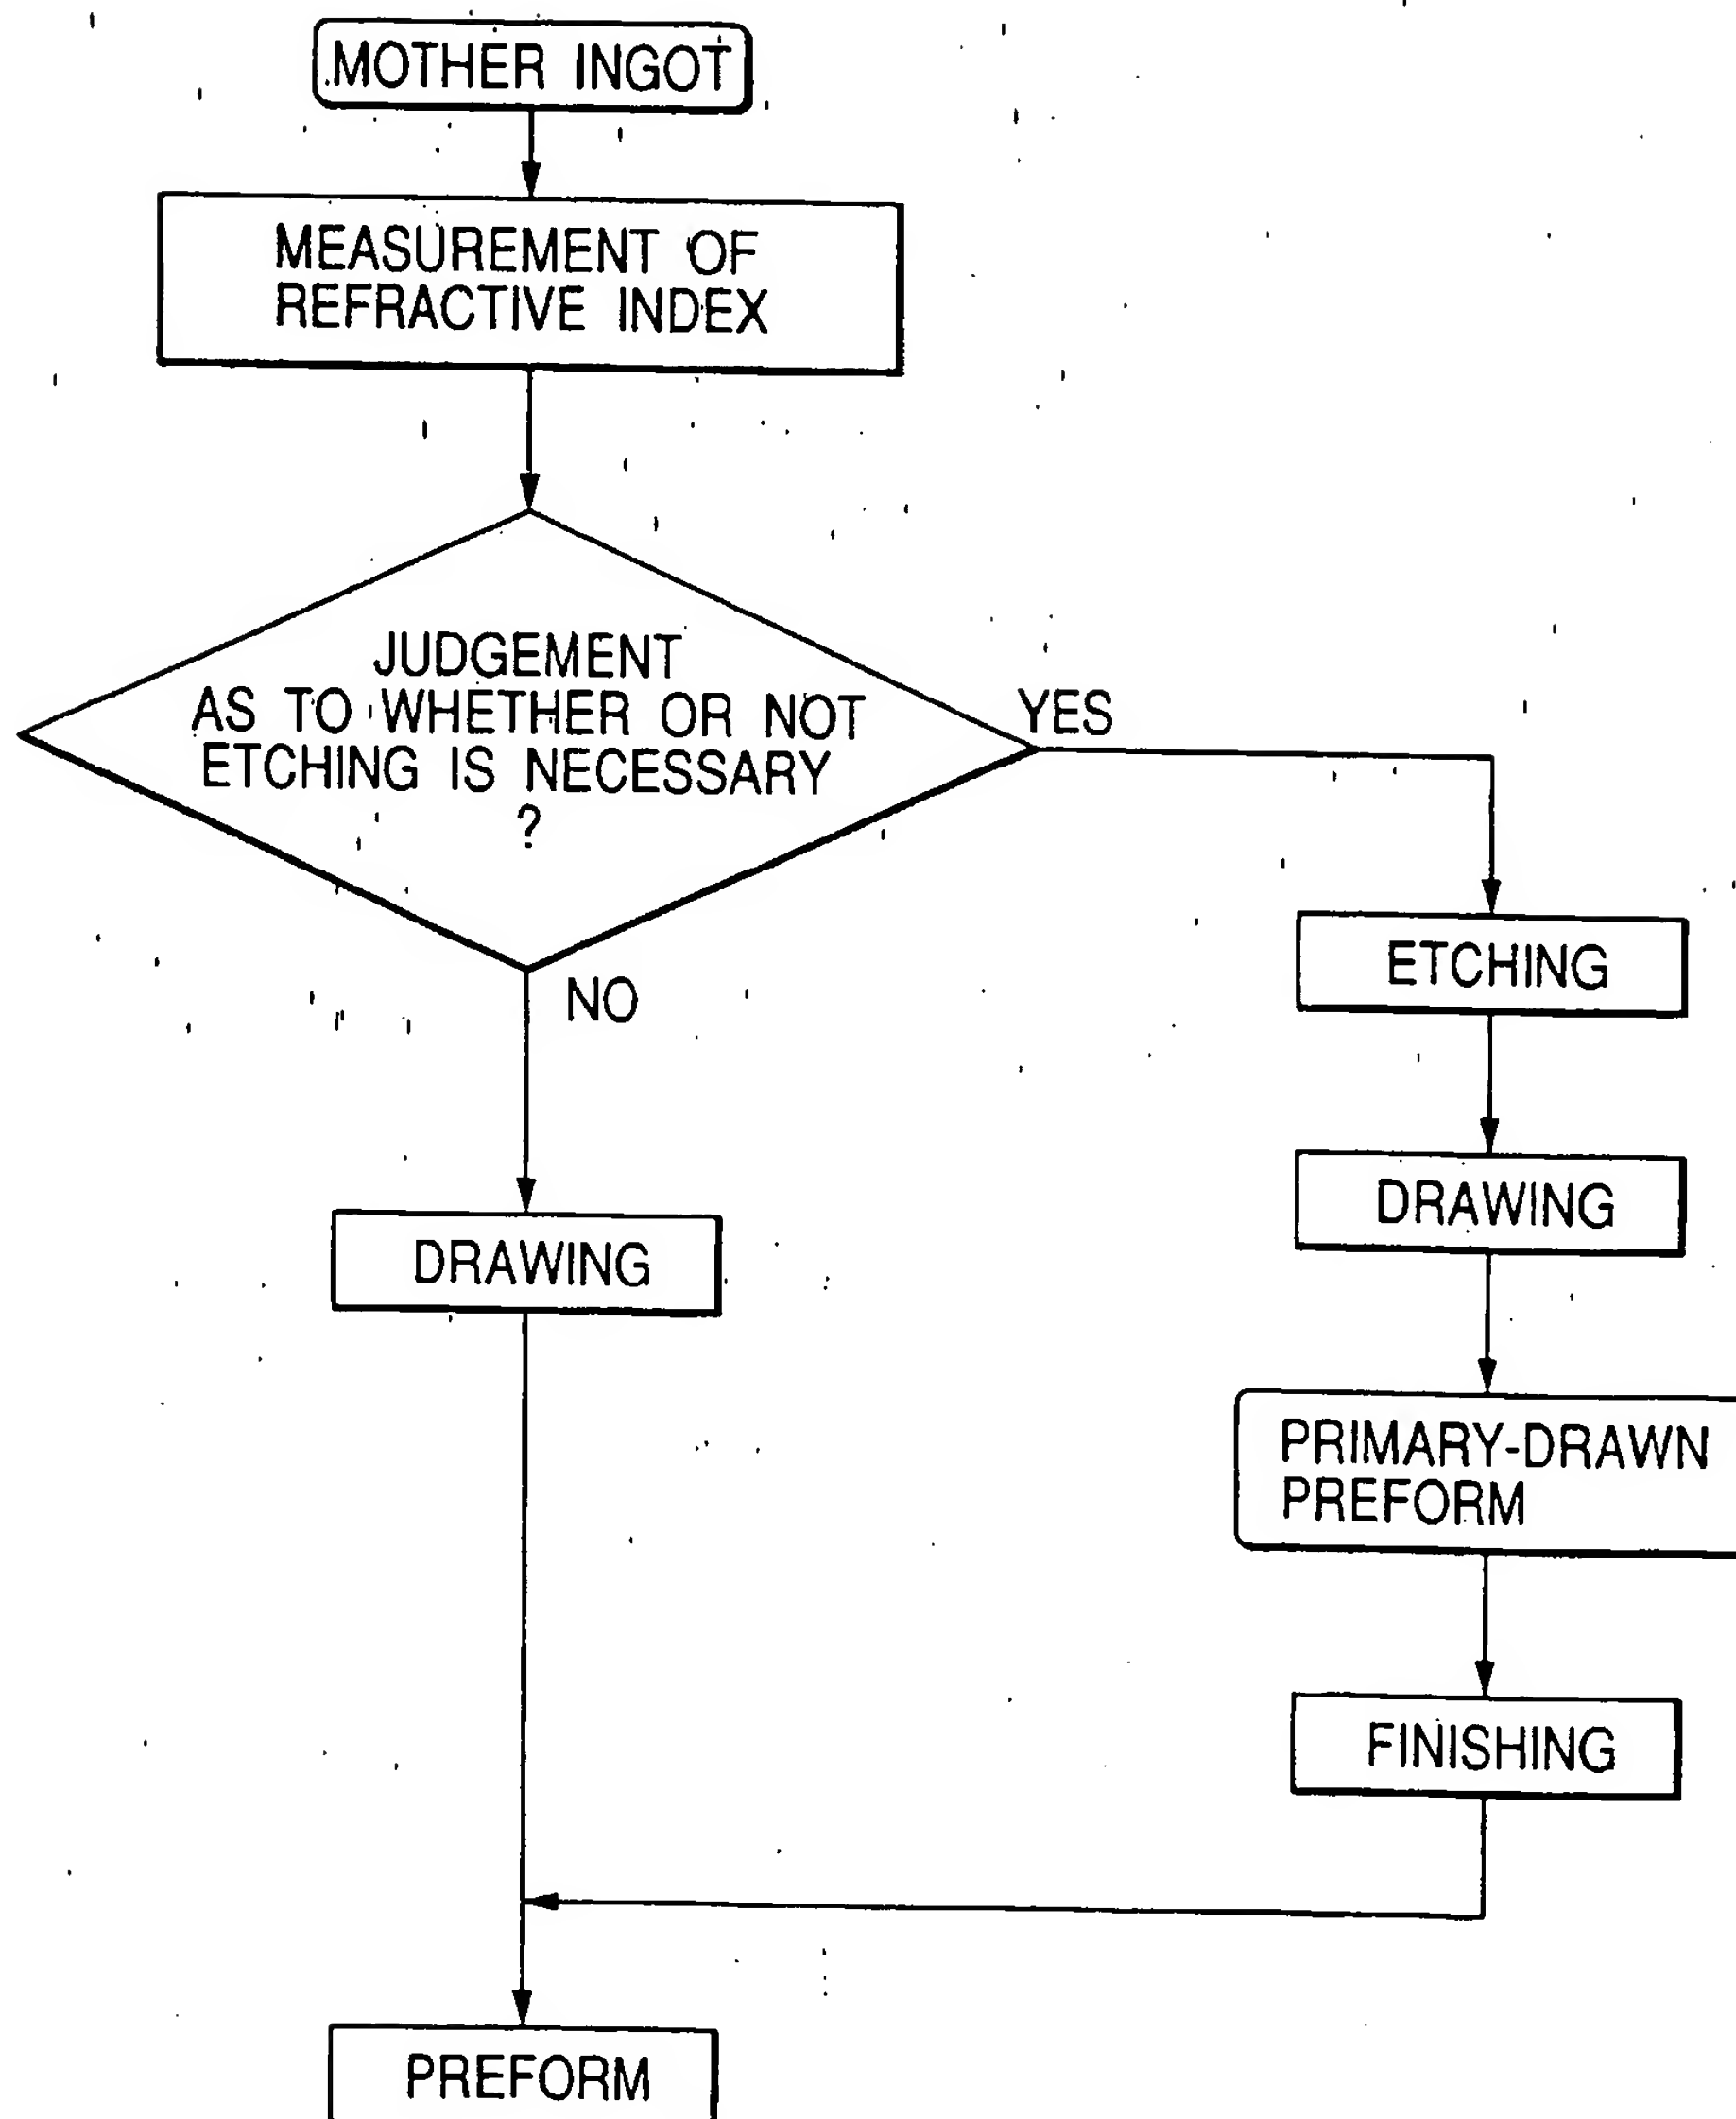 MOTHER INGOT
MEASUREMENT OF
REFRACTIVE INDEX
JUDGEMENT
AS TO WHETHER OR NOT
ETCHING IS NECESSARY
?
YES
NO
ETCHING
DRAWING
DRAWING
PRIMARY-DRAWN
PREFORM
FINISHING
PREFORM